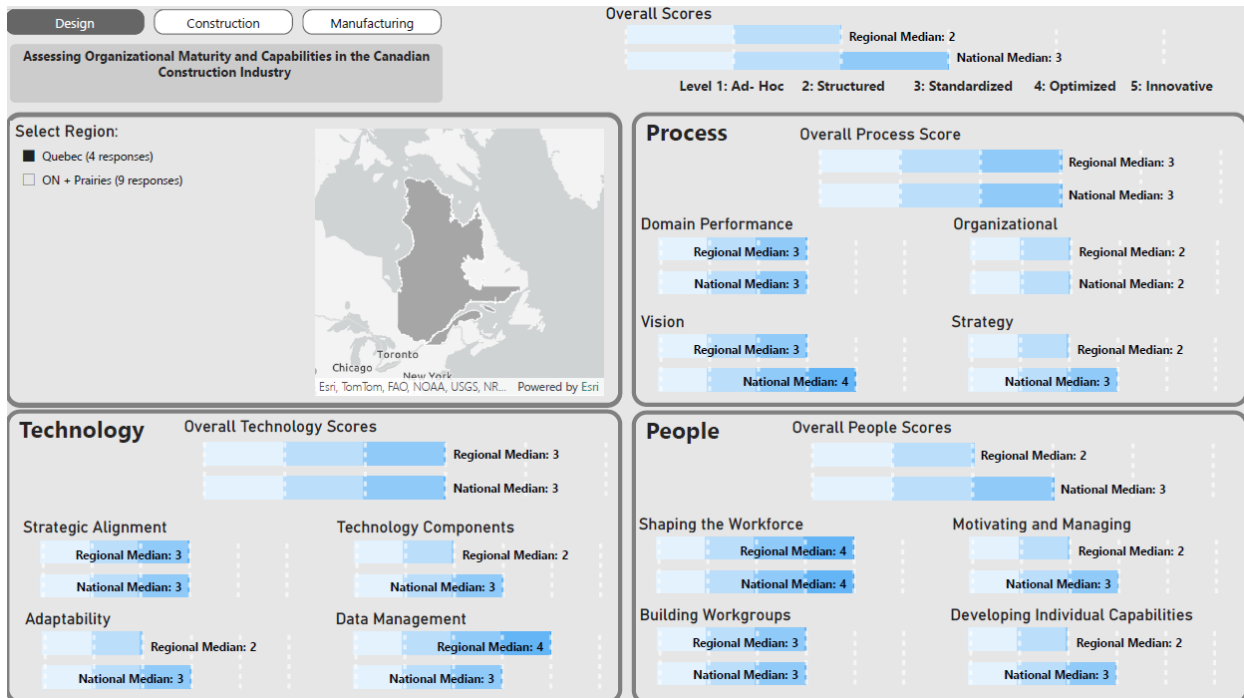 Design
Construction
Manufacturing
Assessing Organizational Maturity and Capabilities in the Canadian
Construction Industry
Overall Scores
Regional Median: 2
National Median: 3
Level 1: Ad- Hoc 2: Structured 3: Standardized 4: Optimized 5: Innovative
Select Region:
Quebec (4 responses)
ON + Prairies (9 responses)
Toronto
Chicago
New York
Esri, TomTom, FAO, NOAA, USGS, NR... Powered by Esri
Process
Overall Process Score
Regional Median: 3
National Median: 3
Domain Performance
Regional Median: 3
National Median: 3
Organizational
Regional Median: 2
National Median: 2
Vision
Regional Median: 3
National Median: 4
Strategy
Regional Median: 2
National Median: 3
Technology
Overall Technology Scores
Regional Median: 3
National Median: 3
Strategic Alignment
Regional Median: 3
National Median: 3
Technology Components
Regional Median: 2
National Median: 3
Adaptability
Regional Median: 2
National Median: 3
Data Management
Regional Median: 4
National Median: 3
People
Overall People Scores
Regional Median: 2
National Median: 3
Shaping the Workforce
Regional Median: 4
National Median: 4
Motivating and Managing
Regional Median: 2
National Median: 3
Building Workgroups
Regional Median: 3
National Median: 3
Developing Individual Capabilities
Regional Median: 2
National Median: 3